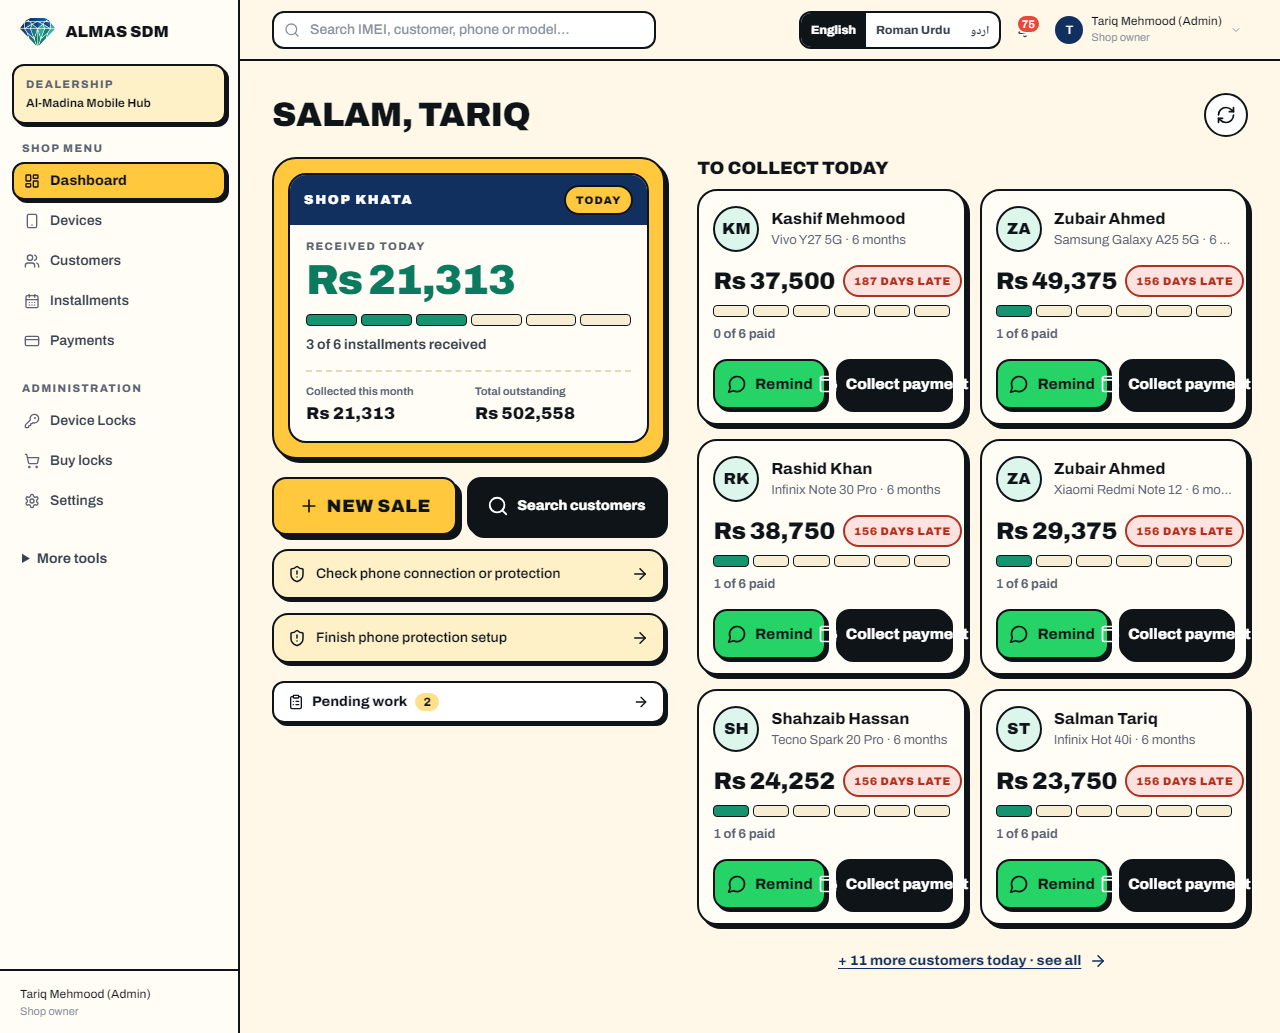 ALMAS SDM
DEALERSHIP
Al-Madina Mobile Hub
SHOP MENU
Dashboard
Devices
Customers
Installments
Payments
ADMINISTRATION
Device Locks
Buy locks
Settings
More tools
Tariq Mehmood (Admin)
Shop owner
Search IMEI, customer, phone or model...
English
Roman Urdu
اردو
75
T
Tariq Mehmood (Admin)
Shop owner
SALAM, TARIQ
SHOP KHATA
TODAY
RECEIVED TODAY
Rs 21,313
3 of 6 installments received
Collected this month
Rs 21,313
Total outstanding
Rs 502,558
NEW SALE
Search customers
Check phone connection or protection
Finish phone protection setup
Pending work 2
TO COLLECT TODAY
KM
Kashif Mehmood
Vivo Y27 5G · 6 months
Rs 37,500
187 DAYS LATE
0 of 6 paid
Remind
Collect payment
ZA
Zubair Ahmed
Samsung Galaxy A25 5G · 6 ...
Rs 49,375
156 DAYS LATE
1 of 6 paid
Remind
Collect payment
RK
Rashid Khan
Infinix Note 30 Pro · 6 months
Rs 38,750
156 DAYS LATE
1 of 6 paid
Remind
Collect payment
ZA
Zubair Ahmed
Xiaomi Redmi Note 12 · 6 mo...
Rs 29,375
156 DAYS LATE
1 of 6 paid
Remind
Collect payment
SH
Shahzaib Hassan
Tecno Spark 20 Pro · 6 months
Rs 24,252
156 DAYS LATE
1 of 6 paid
Remind
Collect payment
ST
Salman Tariq
Infinix Hot 40i · 6 months
Rs 23,750
156 DAYS LATE
1 of 6 paid
Remind
Collect payment
+ 11 more customers today · see all